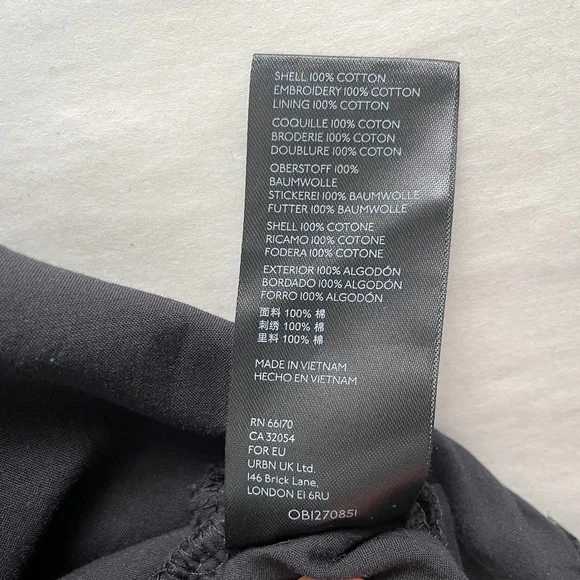 SHELL 100% COTTON
EMBROIDERY 100% COTTON
LINING 100% COTTON
COQUILLE 100% COTON
BRODERIE 100% COTON
DOUBLURE 100% COTON
OBERSTOFF 100%
BAUMWOLLE
STICKEREI 100% BAUMWOLLE
FUTTER 100% BAUMWOLLE
SHELL 100% COTONE
RICAMO 100% COTONE
FODERA 100% COTONE
EXTERIOR 100% ALGODÓN
BORDADO 100% ALGODÓN
FORRO 100% ALGODÓN
面料 100% 棉
刺绣 100% 棉
里料 100% 棉
MADE IN VIETNAM
HECHO EN VIETNAM
RN 66170
CA 32054
FOR EU
URBN UK Ltd.
146 Brick Lane,
LONDON E1 6RU
OB1270851